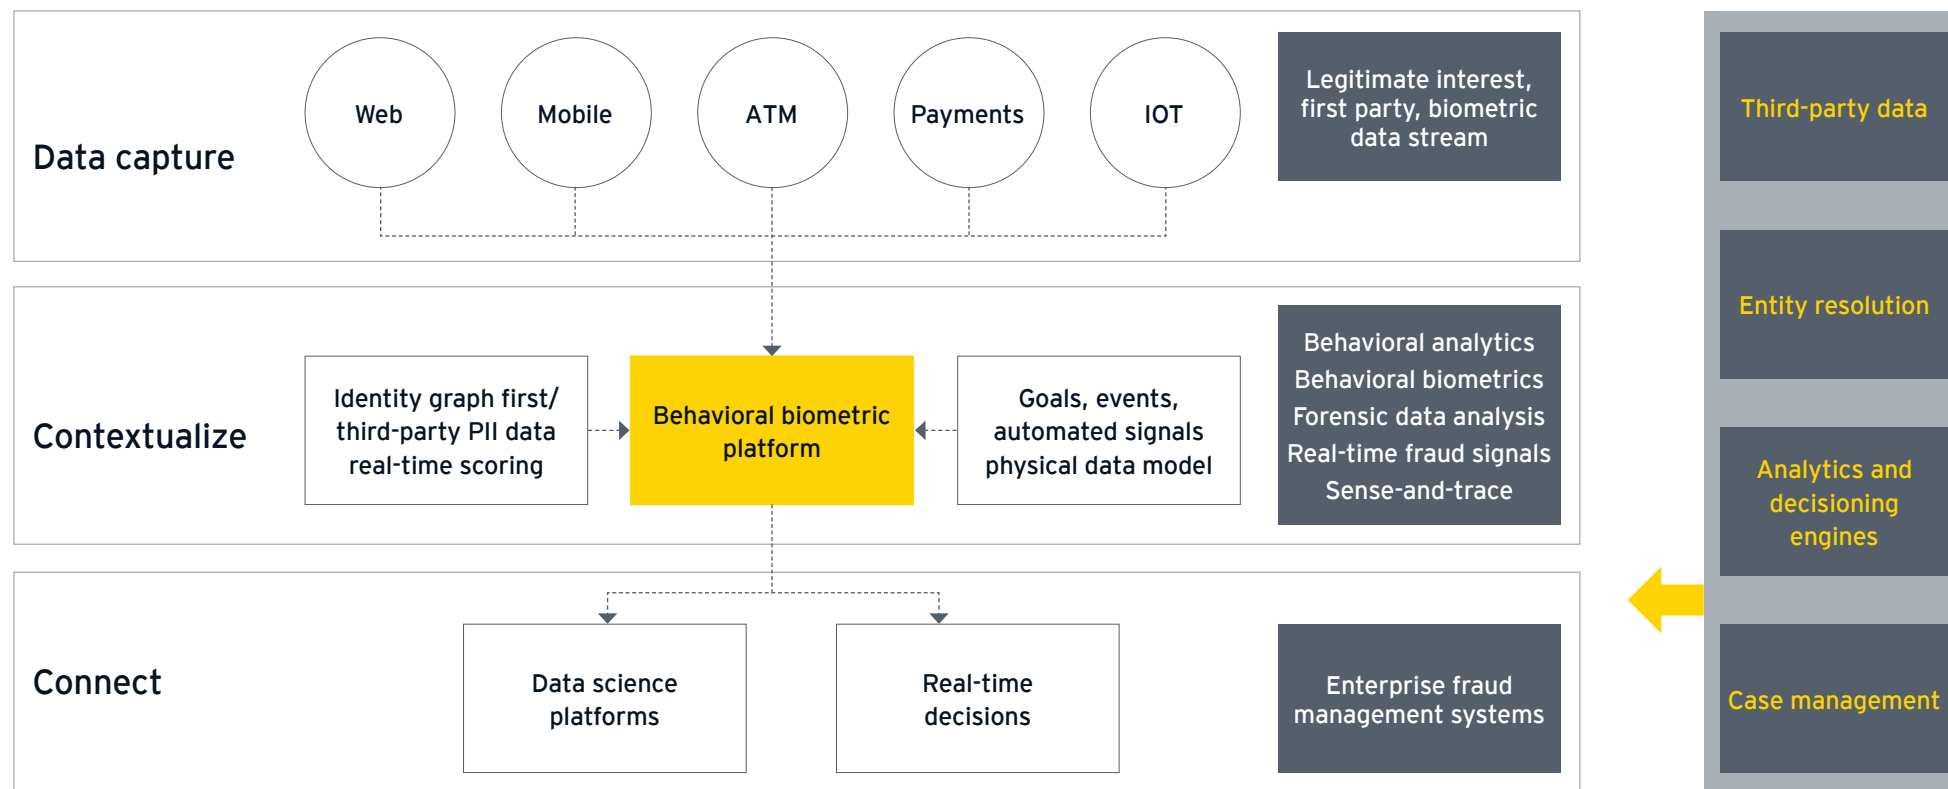 Data capture
Web
Mobile
ATM
Payments
IOT
Legitimate interest,
first party, biometric
data stream
Contextualize
Identity graph first/
third-party PII data
real-time scoring
Behavioral biometric
platform
Goals, events,
automated signals
physical data model
Behavioral analytics
Behavioral biometrics
Forensic data analysis
Real-time fraud signals
Sense-and-trace
Connect
Data science
platforms
Real-time
decisions
Enterprise fraud
management systems
Third-party data
Entity resolution
Analytics and
decisioning
engines
Case management